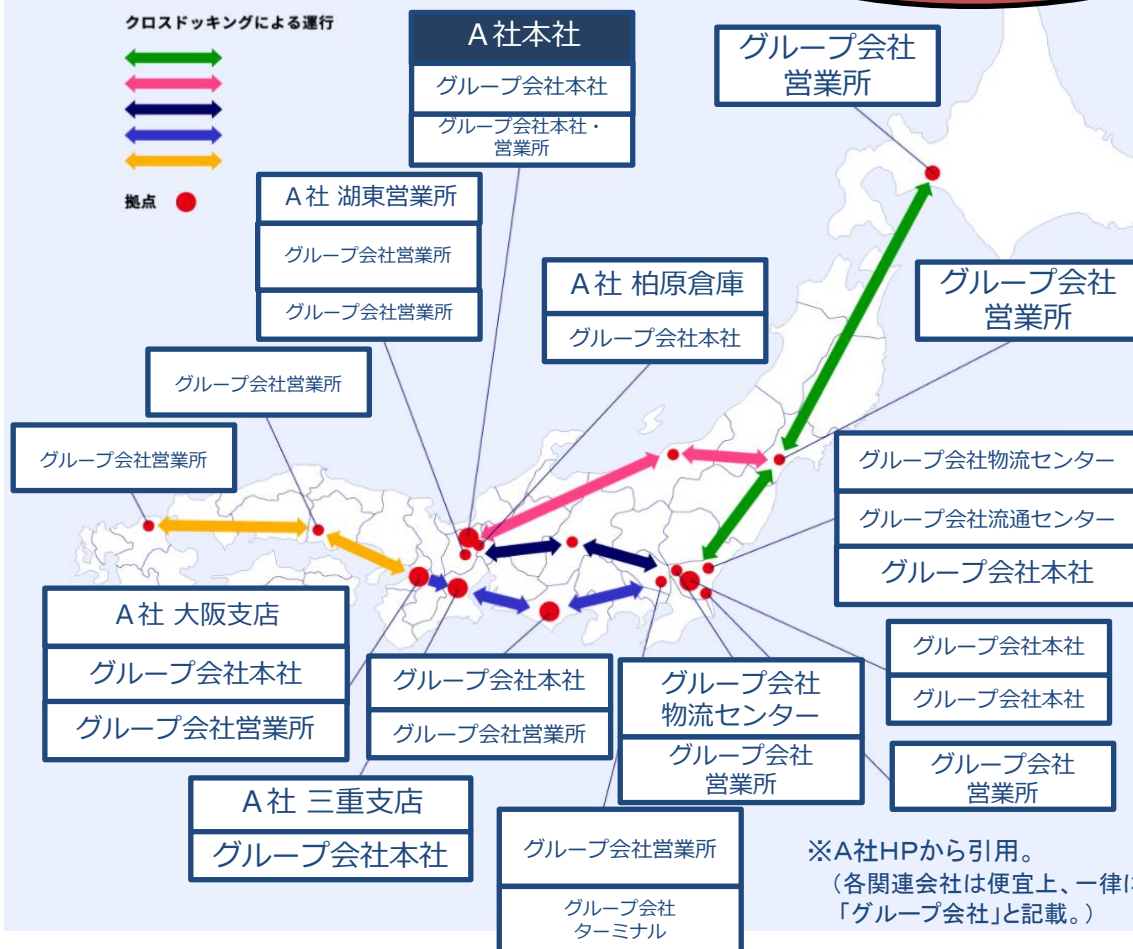 クロスドッキングによる運行
拠点
A社本社
グループ会社本社
グループ会社本社・
営業所
グループ会社
営業所
A社 湖東営業所
グループ会社営業所
グループ会社営業所
A社 柏原倉庫
グループ会社本社
グループ会社
営業所
グループ会社営業所
グループ会社営業所
グループ会社物流センター
グループ会社流通センター
グループ会社本社
A社 大阪支店
グループ会社本社
グループ会社営業所
グループ会社本社
グループ会社営業所
グループ会社
物流センター
グループ会社
営業所
グループ会社本社
グループ会社本社
グループ会社
営業所
A社 三重支店
グループ会社本社
グループ会社営業所
グループ会社
ターミナル
※A社HPから引用。
(各関連会社は便宜上、一律に
「グループ会社」と記載。)